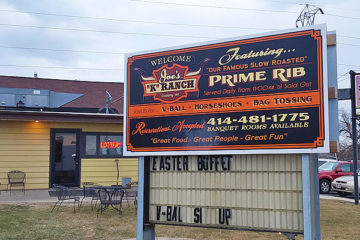 WELCOME
Joe's
"K" RANCH
Featuring...
"Our Famous Slow Roasted"
PRIME RIB
Served Daily from 11:00am til Sold Out
V-BALL • HORSESHOES • BAG TOSSING
Reservations Accepted
414-481-1775
BANQUET ROOMS AVAILABLE
"Great Food - Great People - Great Fun"
EASTER BUFFET
V-BAL SI UP